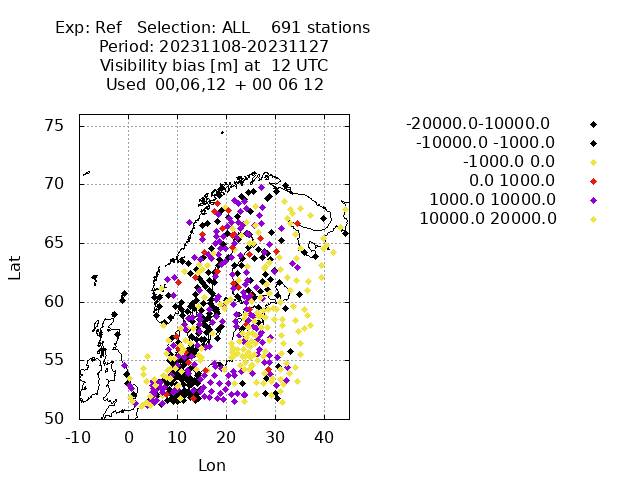 Exp: Ref Selection: ALL 691 stations
Period: 20231108-20231127
Visibility bias [m] at 12 UTC
Used 00,06,12 + 00 06 12
-20000.0-10000.0
-10000.0 -1000.0
-1000.0 0.0
0.0 1000.0
1000.0 10000.0
10000.0 20000.0
75
70
65
60
55
50
Lat
-10 0 10 20 30 40
Lon